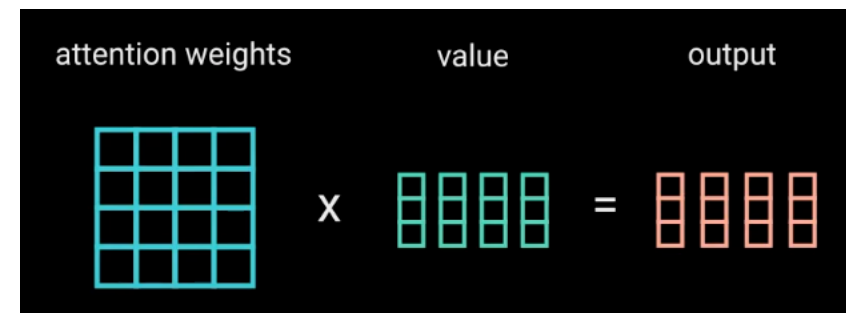 attention weights value output
x =